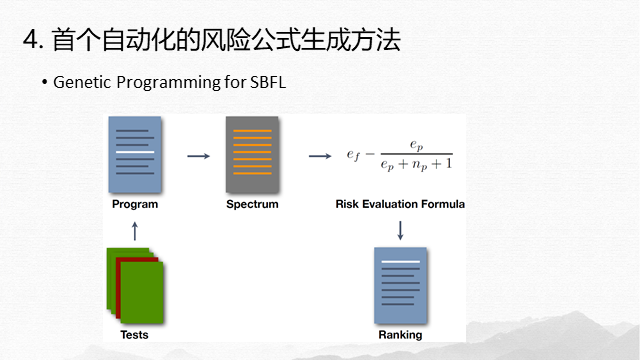 4. 首个自动化的风险公式生成方法
• Genetic Programming for SBFL
e_f − e_p / (e_p + n_p + 1)
Program
Spectrum
Risk Evaluation Formula
Tests
Ranking